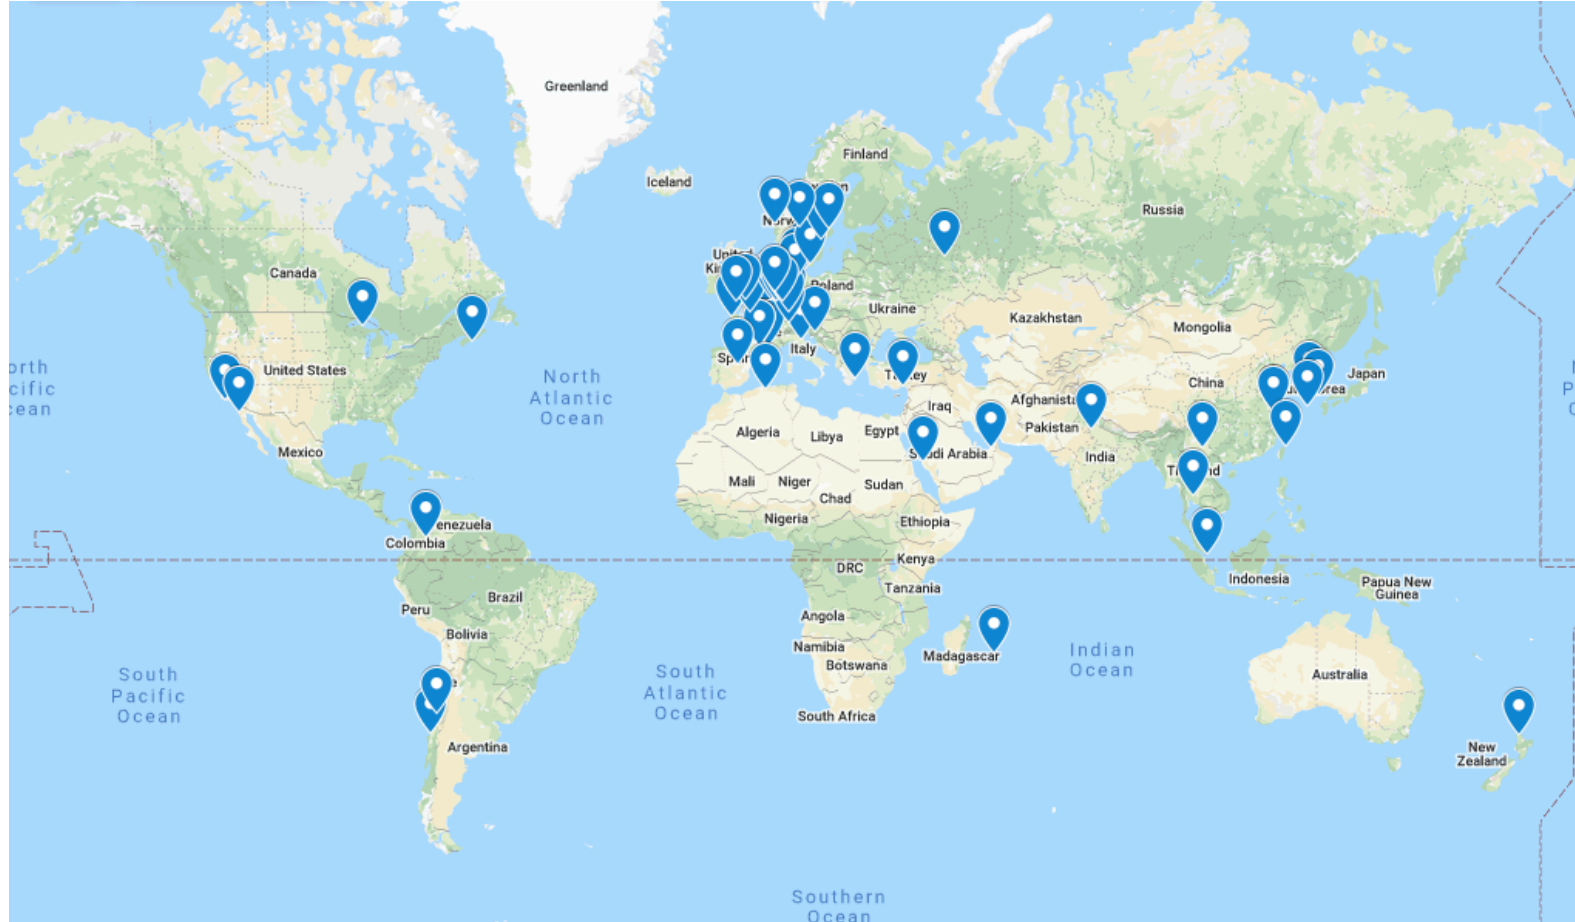 Greenland
Finland
Iceland
Russia
Canada
Poland
Ukraine
Kazakhstan
Mongolia
United States
Italy
North
Atlantic
Ocean
China
Japan
Iraq
Pakistan
Algeria
Libya
Egypt
Mexico
India
Mali
Niger
Chad
Sudan
Nigeria
Ethiopia
Colombia
Kenya
DRC
Indonesia
Papua New
Guinea
Tanzania
Brazil
Peru
Angola
Bolivia
Namibia
Botswana
Madagascar
Indian
Ocean
South
Pacific
Ocean
South
Atlantic
Ocean
Australia
South Africa
Argentina
New
Zealand
Southern
Ocean